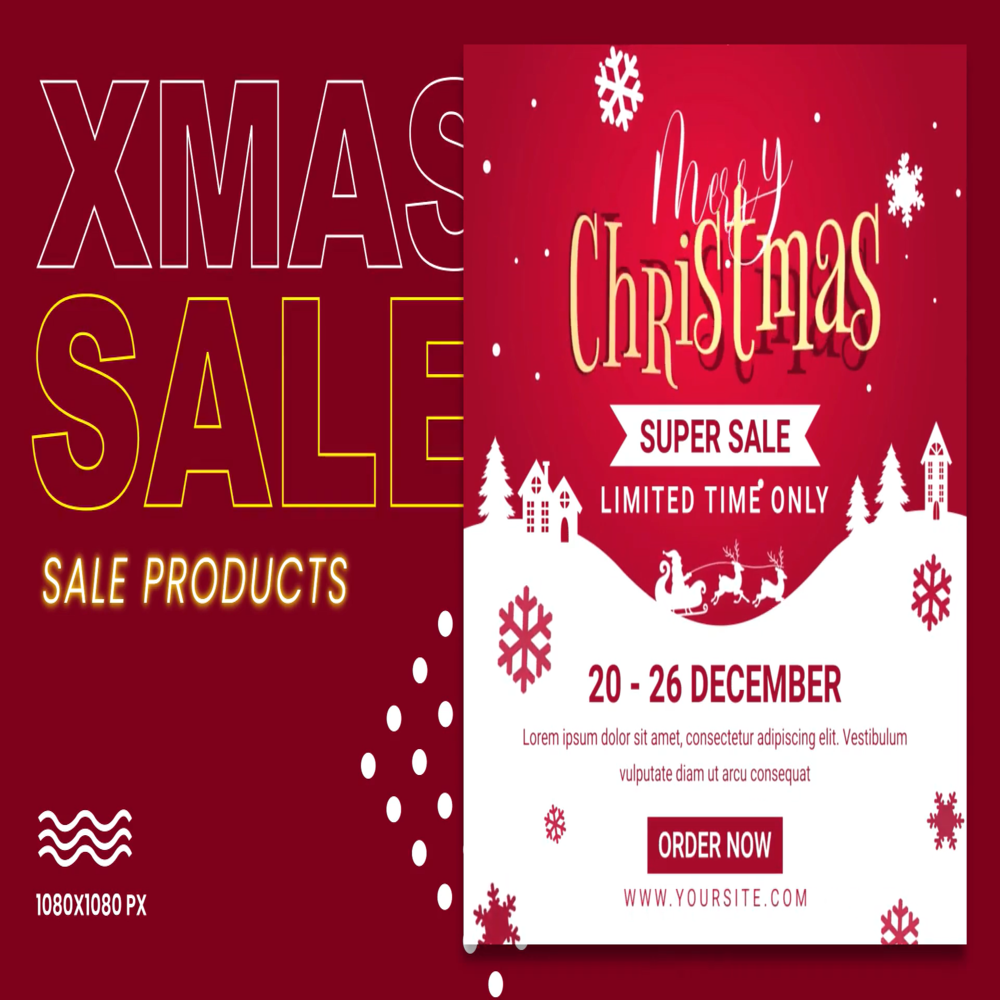 XMAS
SALE
SALE PRODUCTS
1080X1080 PX
Merry
Christmas
SUPER SALE
LIMITED TIME ONLY
20 - 26 DECEMBER
Lorem ipsum dolor sit amet, consectetur adipiscing elit. Vestibulum
vulputate diam ut arcu consequat
ORDER NOW
WWW.YOURSITE.COM